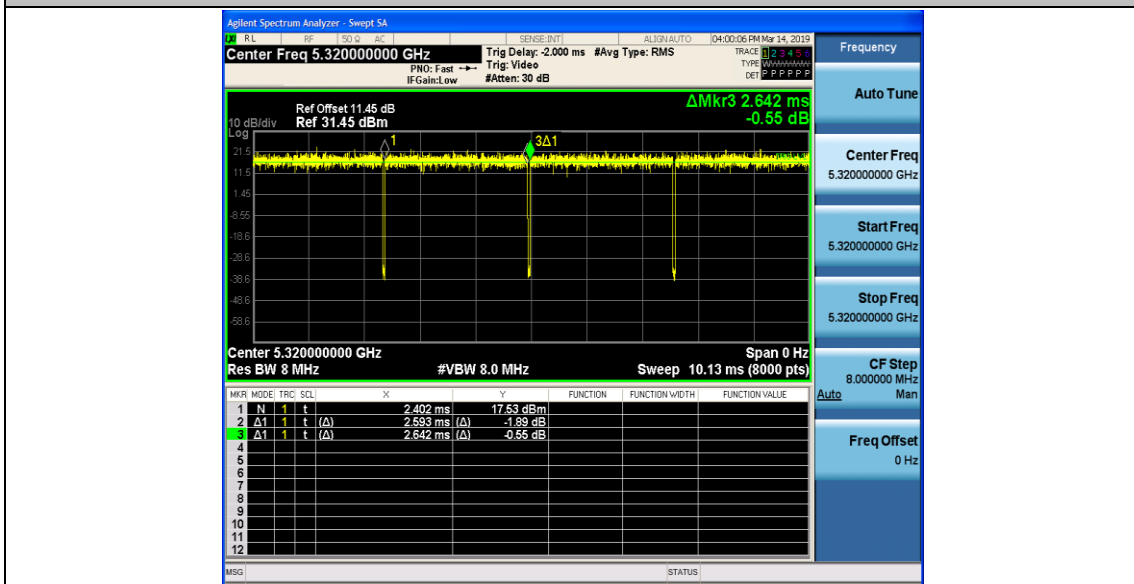 Agilent Spectrum Analyzer - Swept SA
RL RF 50 Ω AC SENSE:INT ALIGN AUTO 04:00:06 PM Mar 14, 2019
Center Freq 5.320000000 GHz
PNO: Fast
IFGain:Low
Trig Delay: -2.000 ms #Avg Type: RMS
Trig: Video
#Atten: 30 dB
TRACE 1 2 3 4 5 6
TYPE WWWWWW
DET P P P P P P
Frequency
Auto Tune
Center Freq
5.320000000 GHz
Start Freq
5.320000000 GHz
Stop Freq
5.320000000 GHz
CF Step
8.000000 MHz
Auto Man
Freq Offset
0 Hz
ΔMkr3 2.642 ms
-0.55 dB
Ref Offset 11.45 dB
10 dB/div Ref 31.45 dBm
Log
1
3Δ1
21.5
11.5
1.45
-8.55
-18.6
-28.6
-38.6
-48.6
-58.6
Center 5.320000000 GHz Span 0 Hz
Res BW 8 MHz #VBW 8.0 MHz Sweep 10.13 ms (8000 pts)
MKR MODE TRC SCL X Y FUNCTION FUNCTION WIDTH FUNCTION VALUE
1 N 1 t 2.402 ms 17.53 dBm
2 Δ1 1 t (Δ) 2.593 ms (Δ) -1.89 dB
3 Δ1 1 t (Δ) 2.642 ms (Δ) -0.55 dB
4
5
6
7
8
9
10
11
12
MSG STATUS